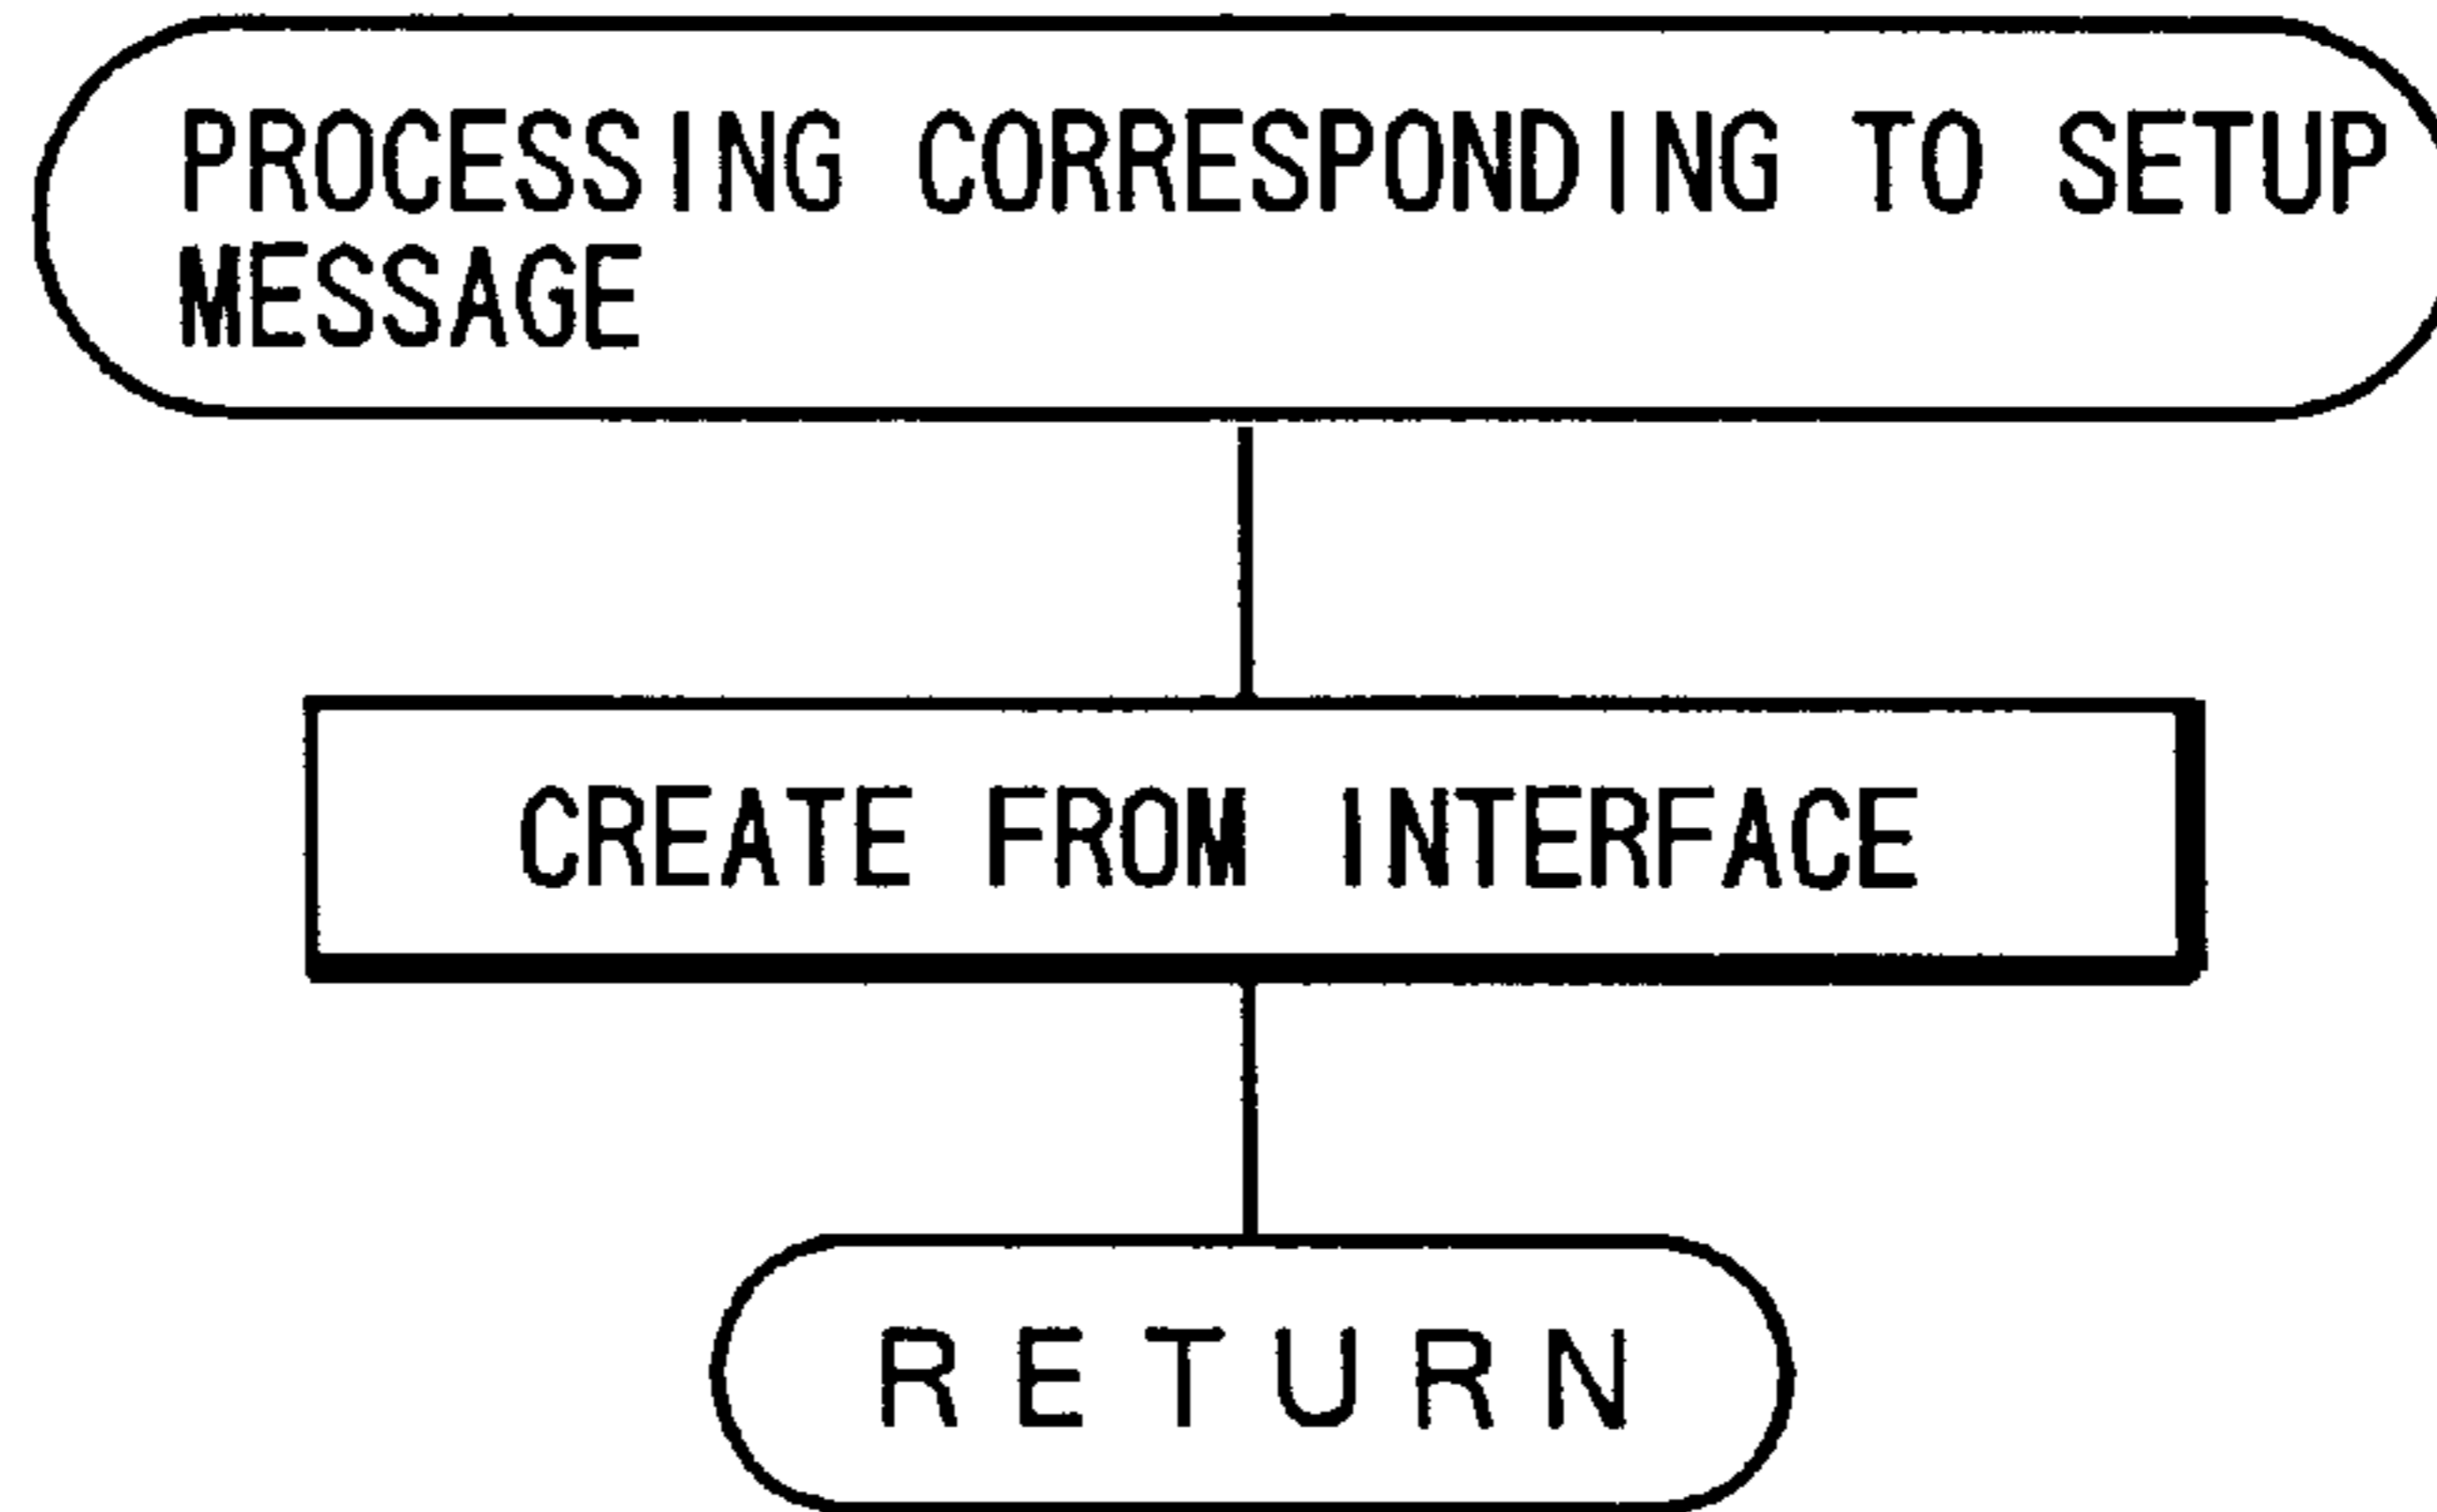 PROCESSING CORRESPONDING TO SETUP
MESSAGE
CREATE FROM INTERFACE
RETURN